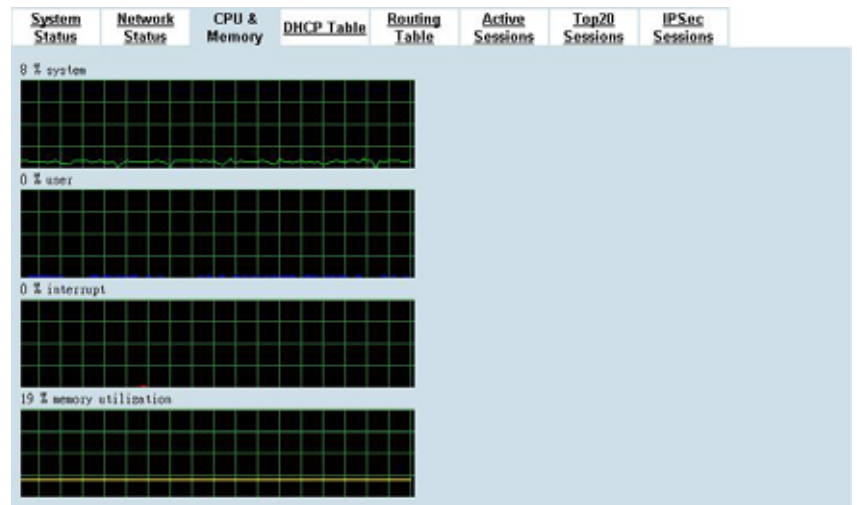 System Status
Network Status
CPU & Memory
DHCP Table
Routing Table
Active Sessions
Top20 Sessions
IPSec Sessions
8 % system
0 % user
0 % interrupt
19 % memory utilization